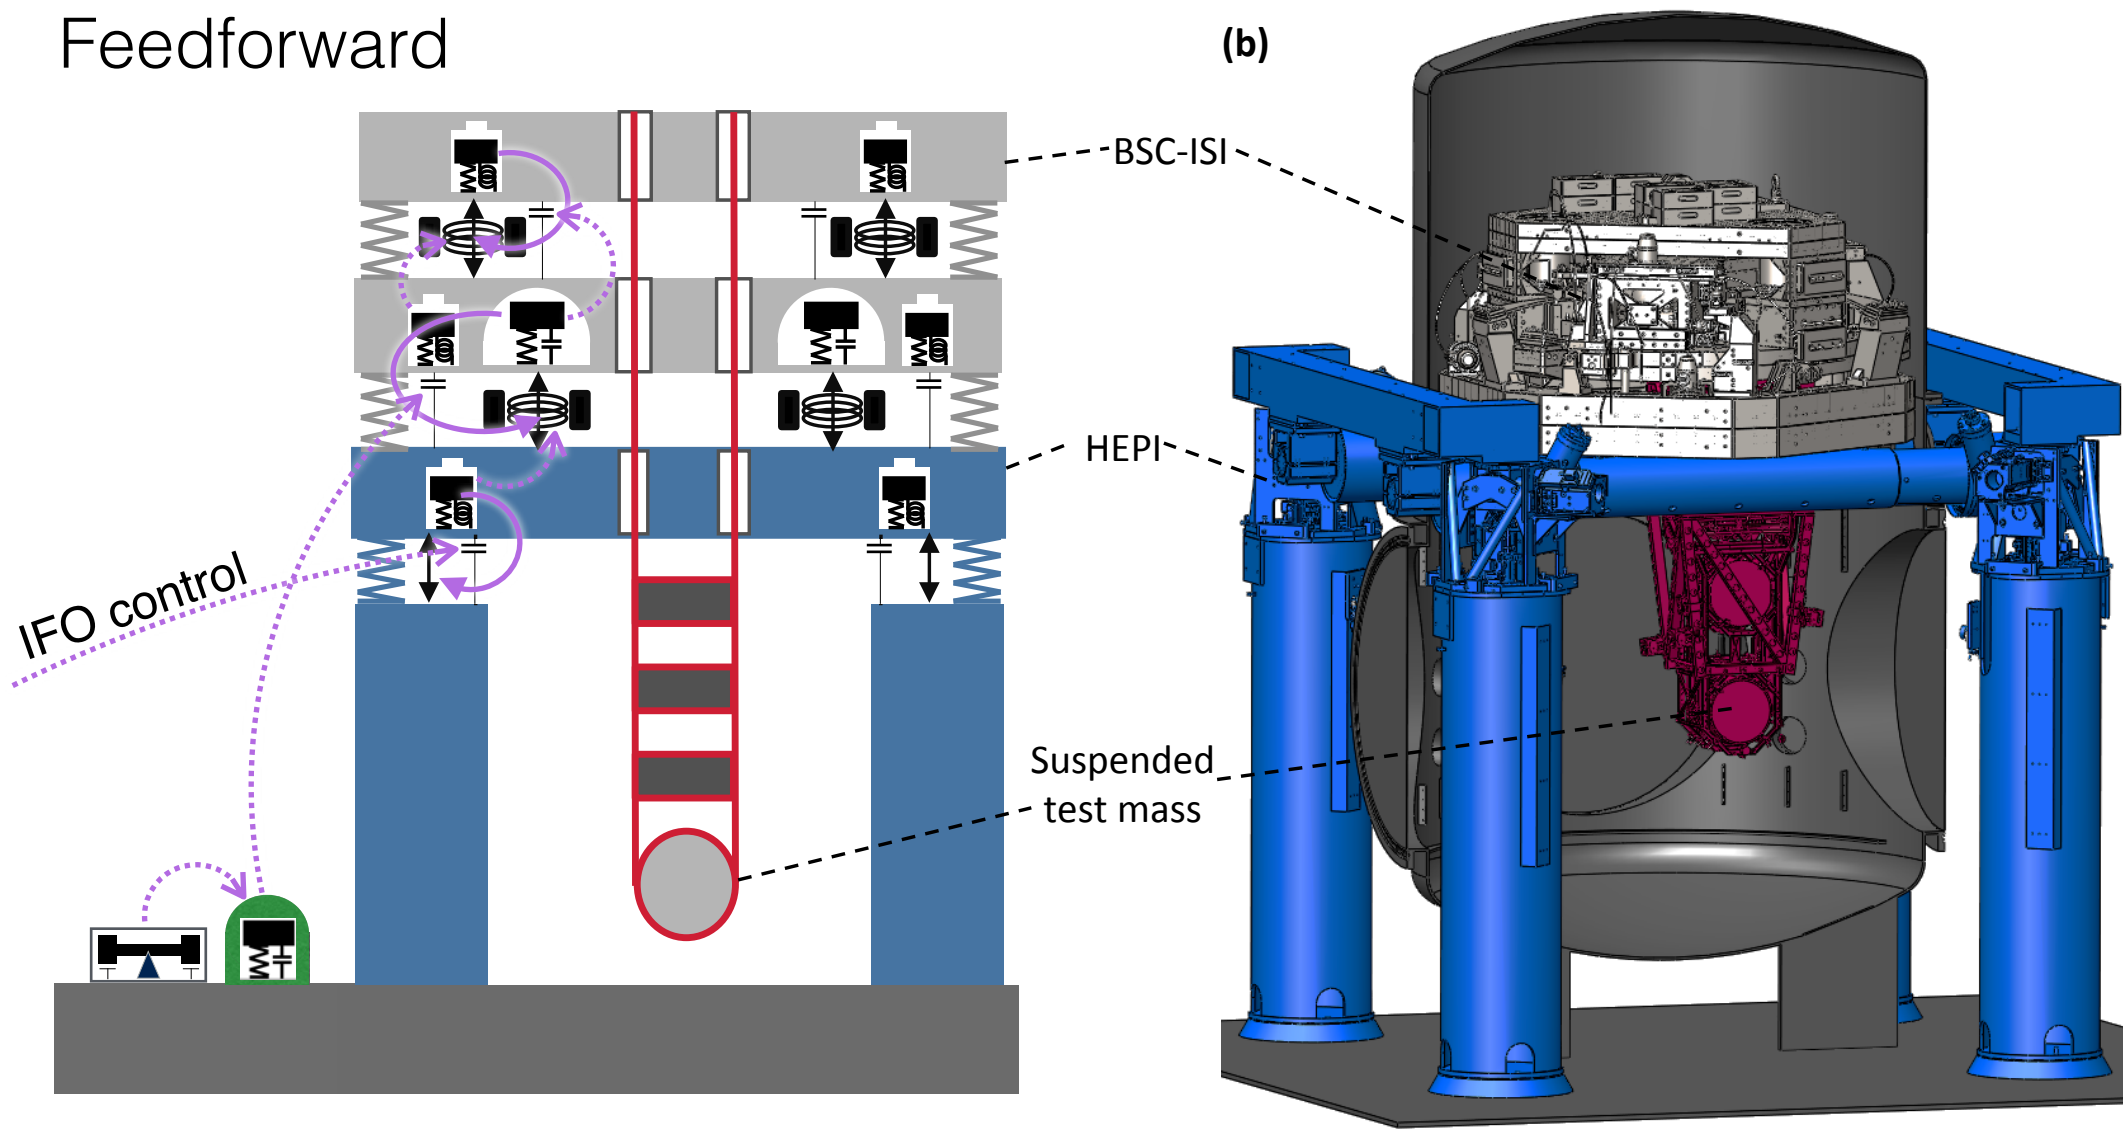 Feedforward
(b)
BSC-ISI
HEPI
IFO control
Suspended
test mass